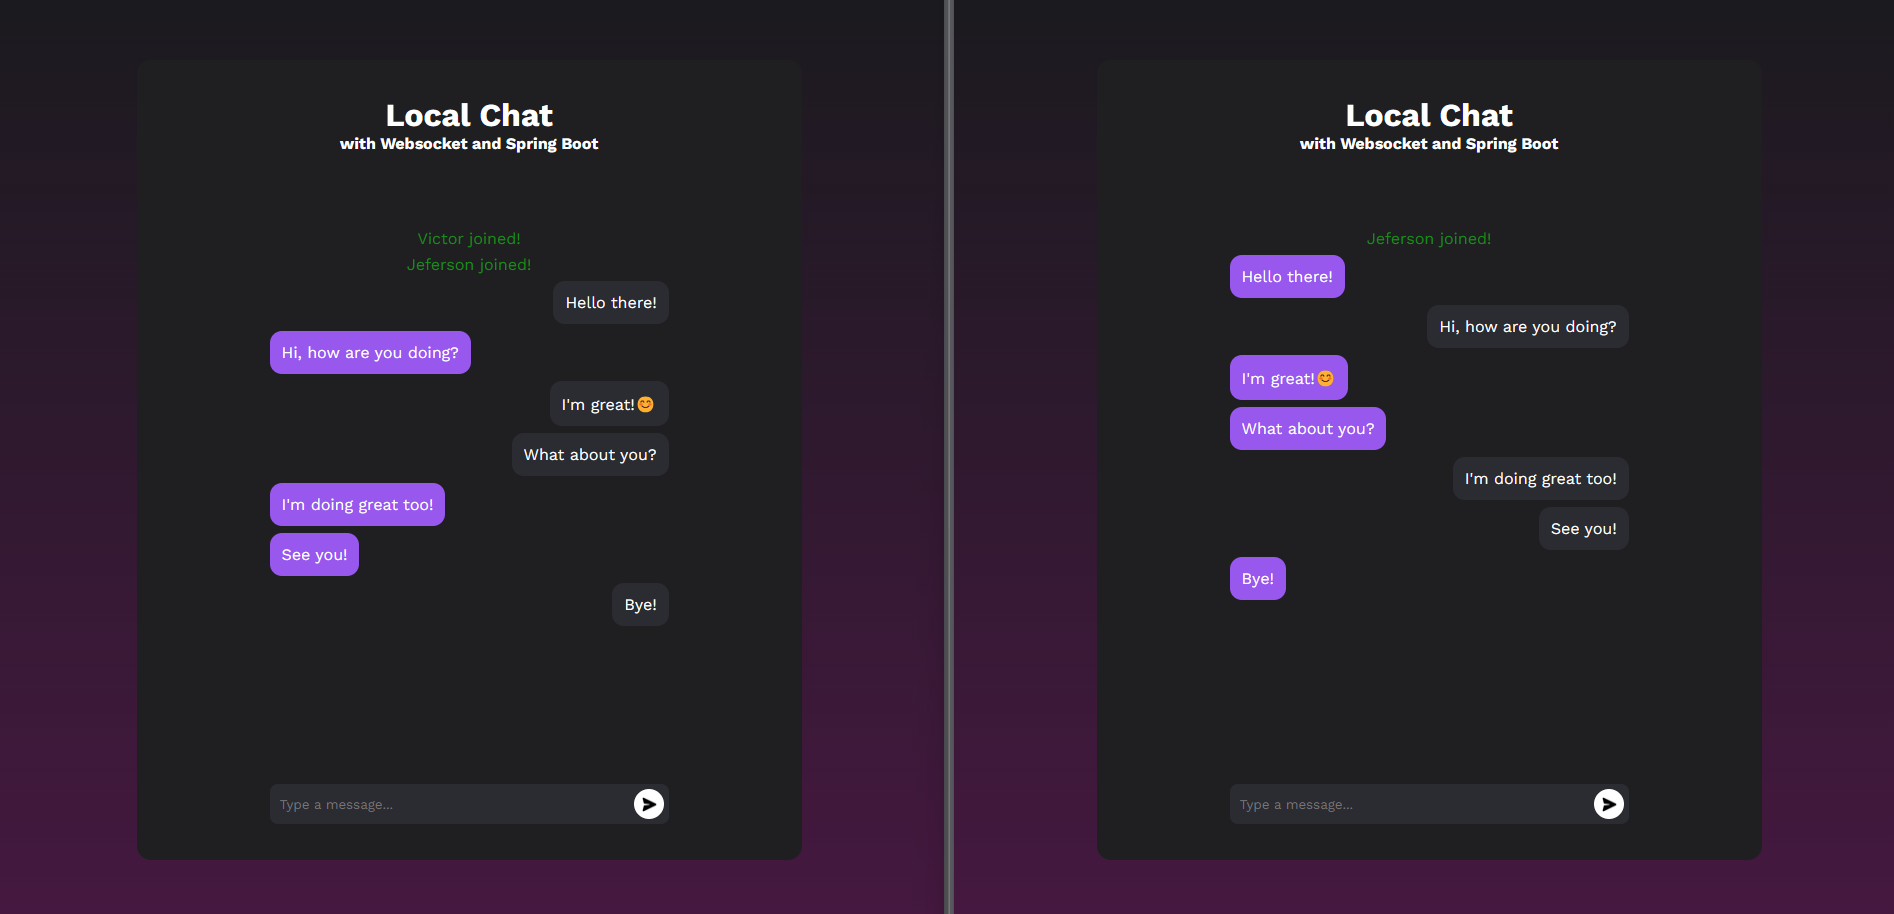 Local Chat
with Websocket and Spring Boot
Victor joined!
Jeferson joined!
Hello there!
Hi, how are you doing?
I'm great!😊
What about you?
I'm doing great too!
See you!
Bye!
Type a message...
Local Chat
with Websocket and Spring Boot
Jeferson joined!
Hello there!
Hi, how are you doing?
I'm great!😊
What about you?
I'm doing great too!
See you!
Bye!
Type a message...